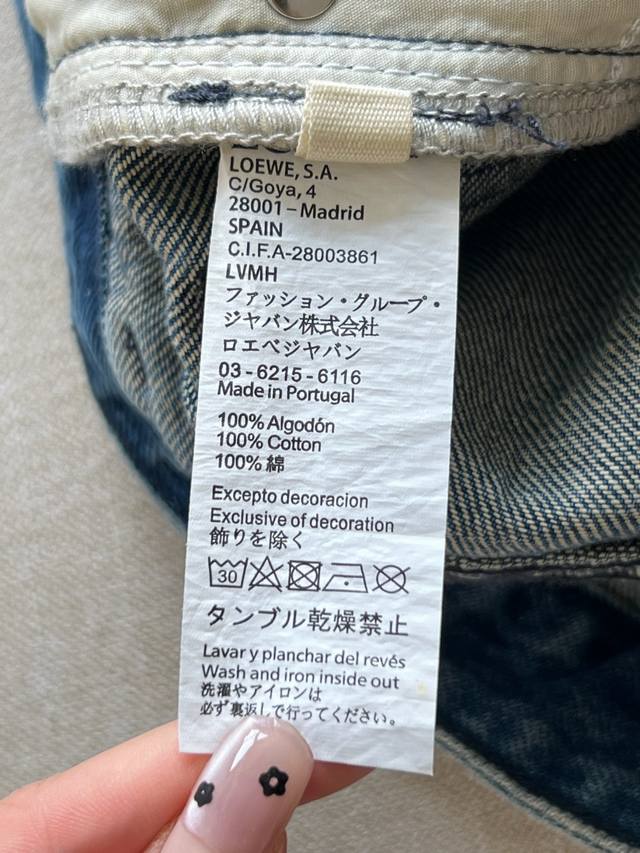 LOEWE, S.A.
C/Goya, 4
28001 – Madrid
SPAIN
C.I.F.A-28003861
LVMH
ファッション・グループ・
ジャパン株式会社
ロエベジャパン
03 - 6215 - 6116
Made in Portugal
100% Algodón
100% Cotton
100% 綿
Excepto decoracion
Exclusive of decoration
飾りを除く
30
タンブル乾燥禁止
Lavar y planchar del revés
Wash and iron inside out
洗濯やアイロンは
必ず裏返しで行ってください。